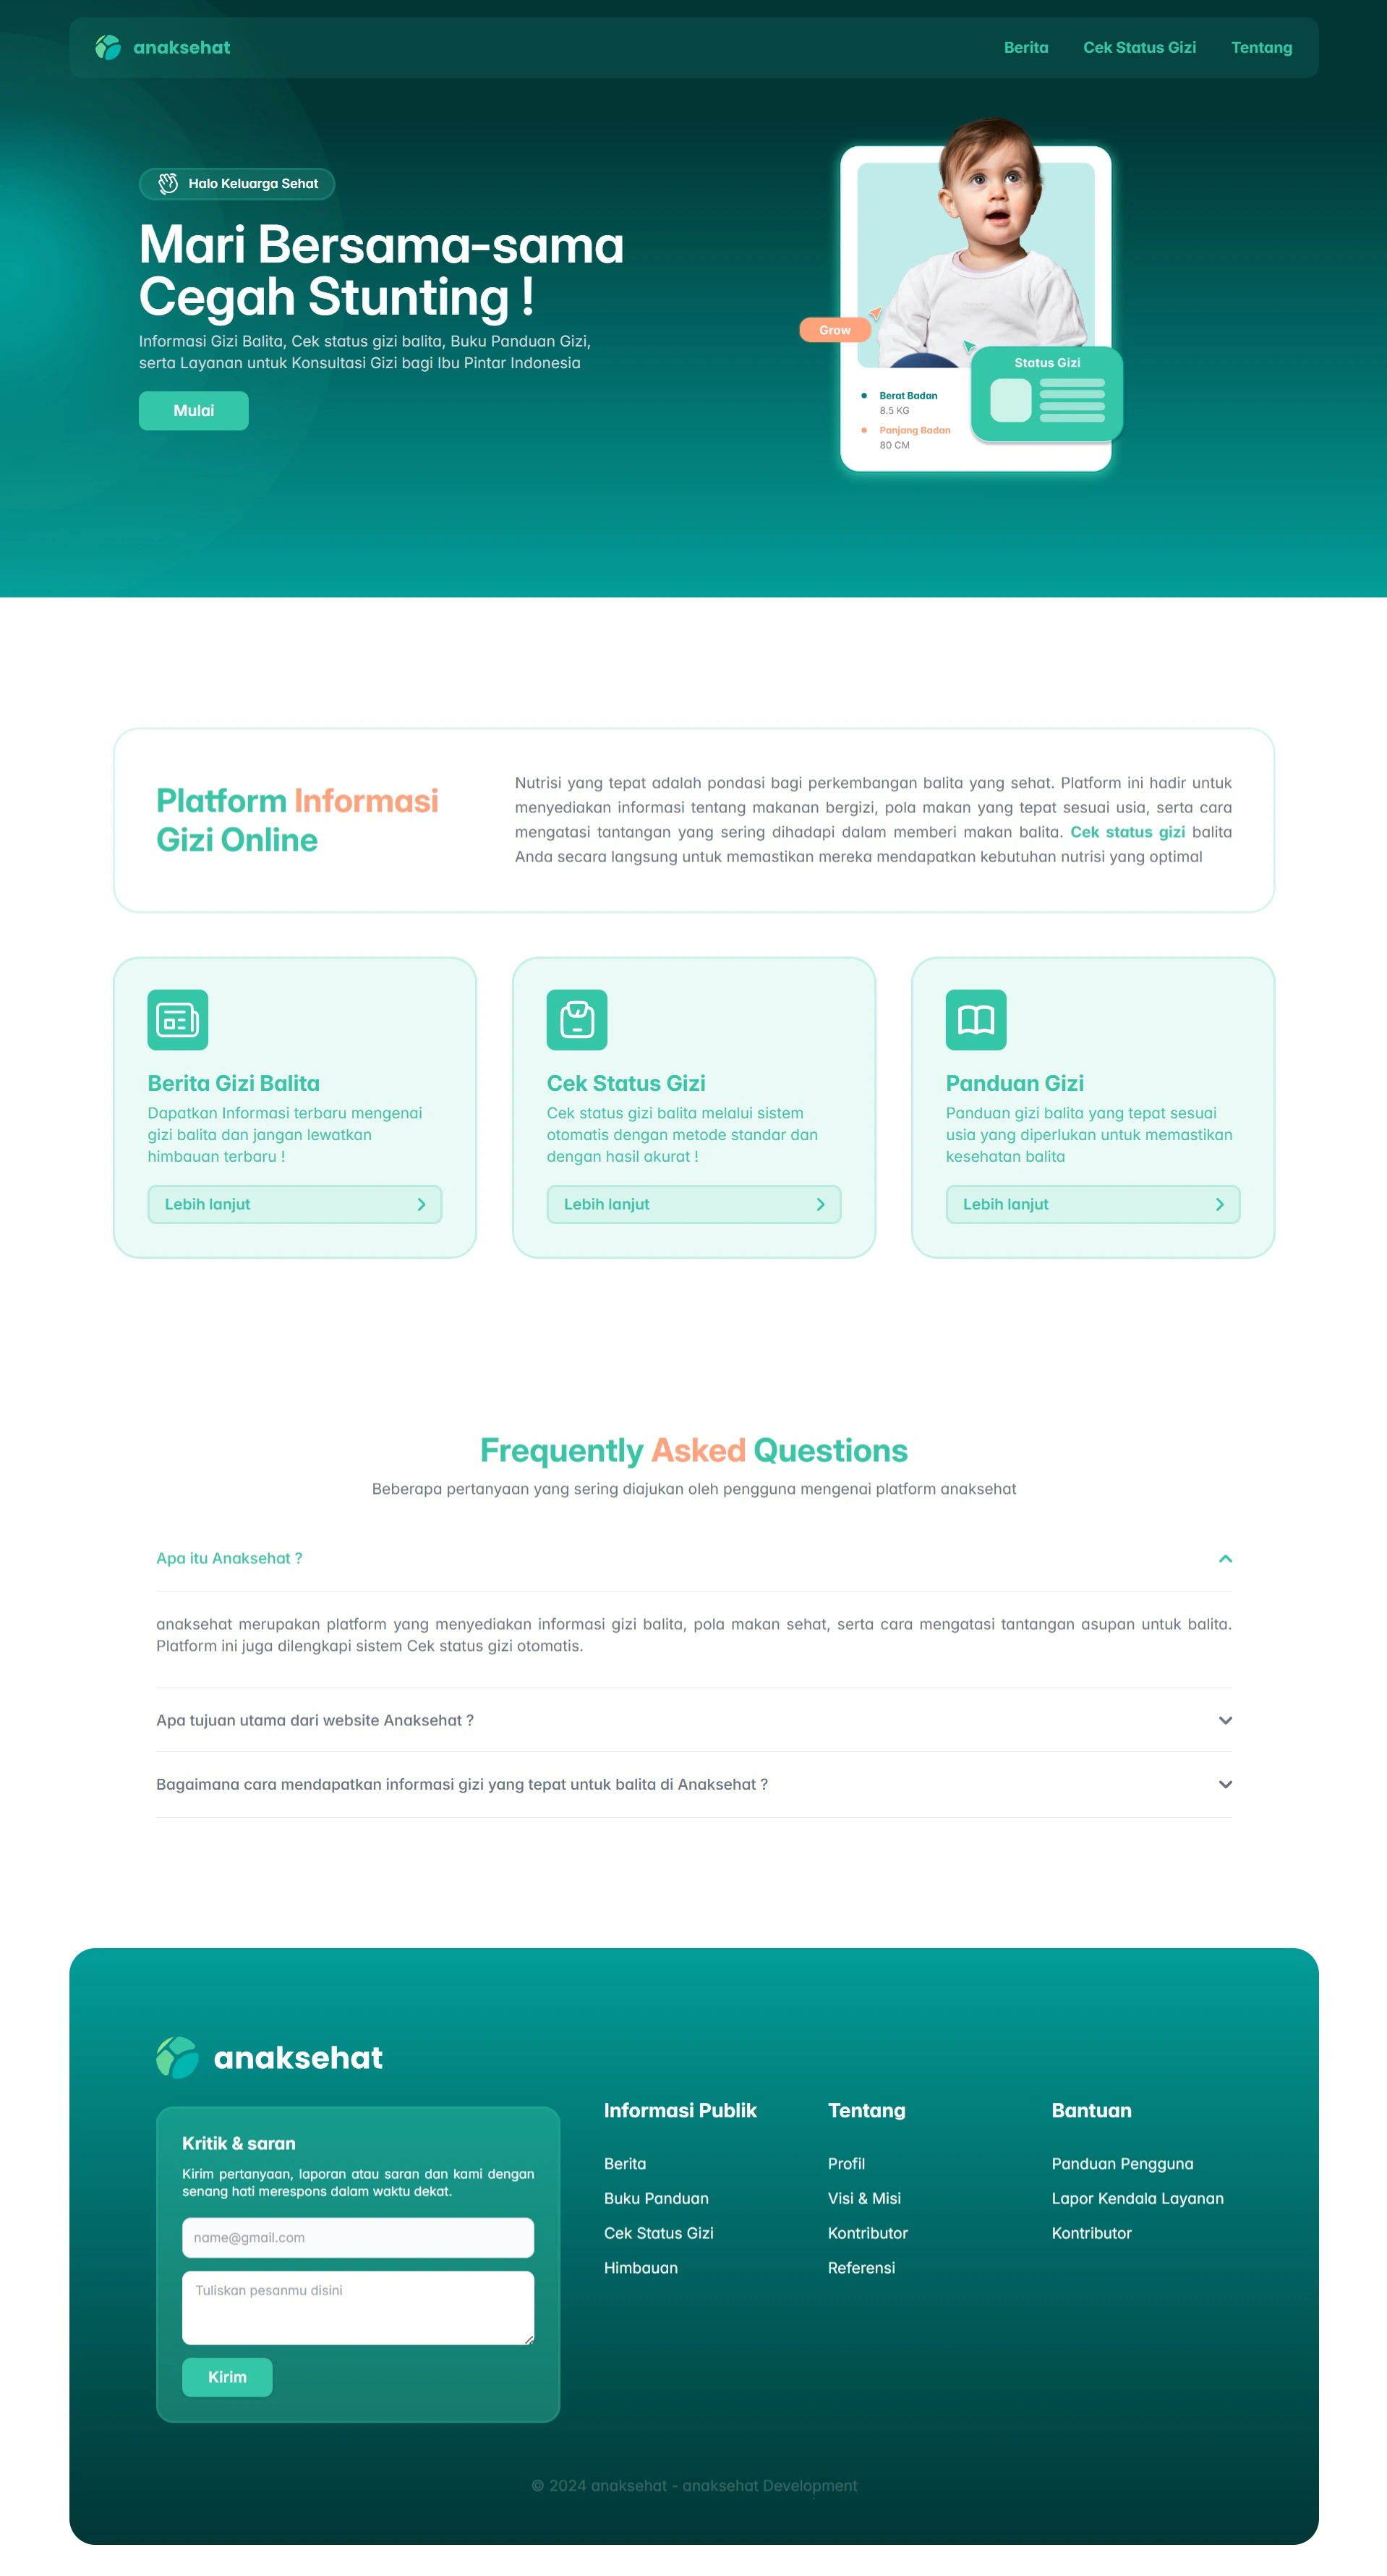 anaksehat
Berita
Cek Status Gizi
Tentang
Halo Keluarga Sehat
Mari Bersama-sama
Cegah Stunting !
Informasi Gizi Balita, Cek status gizi balita, Buku Panduan Gizi,
serta Layanan untuk Konsultasi Gizi bagi Ibu Pintar Indonesia
Mulai
Grow
Status Gizi
Berat Badan
8.5 KG
Panjang Badan
80 CM
Platform Informasi
Gizi Online
Nutrisi yang tepat adalah pondasi bagi perkembangan balita yang sehat. Platform ini hadir untuk
menyediakan informasi tentang makanan bergizi, pola makan yang tepat sesuai usia, serta cara
mengatasi tantangan yang sering dihadapi dalam memberi makan balita. Cek status gizi balita
Anda secara langsung untuk memastikan mereka mendapatkan kebutuhan nutrisi yang optimal
Berita Gizi Balita
Dapatkan Informasi terbaru mengenai
gizi balita dan jangan lewatkan
himbauan terbaru !
Lebih lanjut
Cek Status Gizi
Cek status gizi balita melalui sistem
otomatis dengan metode standar dan
dengan hasil akurat !
Lebih lanjut
Panduan Gizi
Panduan gizi balita yang tepat sesuai
usia yang diperlukan untuk memastikan
kesehatan balita
Lebih lanjut
Frequently Asked Questions
Beberapa pertanyaan yang sering diajukan oleh pengguna mengenai platform anaksehat
Apa itu Anaksehat ?
anaksehat merupakan platform yang menyediakan informasi gizi balita, pola makan sehat, serta cara mengatasi tantangan asupan untuk balita.
Platform ini juga dilengkapi sistem Cek status gizi otomatis.
Apa tujuan utama dari website Anaksehat ?
Bagaimana cara mendapatkan informasi gizi yang tepat untuk balita di Anaksehat ?
anaksehat
Kritik & saran
Kirim pertanyaan, laporan atau saran dan kami dengan
senang hati merespons dalam waktu dekat.
name@gmail.com
Tuliskan pesanmu disini
Kirim
Informasi Publik
Berita
Buku Panduan
Cek Status Gizi
Himbauan
Tentang
Profil
Visi & Misi
Kontributor
Referensi
Bantuan
Panduan Pengguna
Lapor Kendala Layanan
Kontributor
© 2024 anaksehat - anaksehat Development